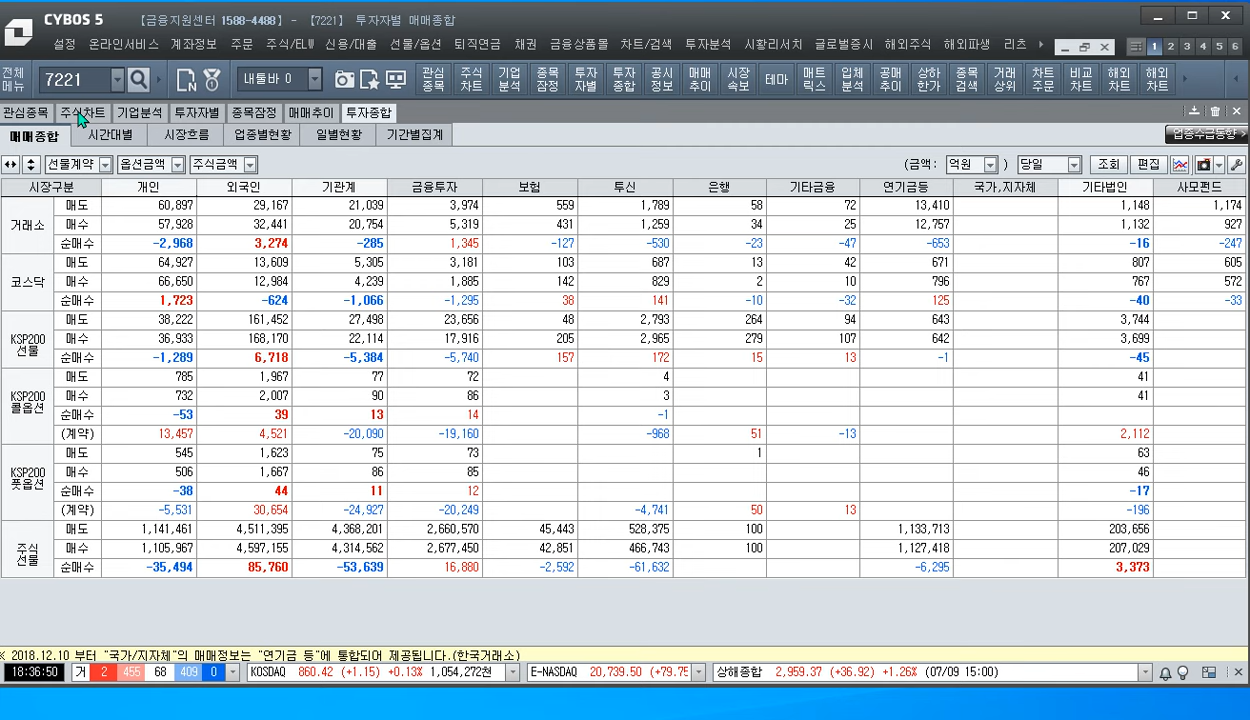 CYBOS 5 【금융지원센터 1588-4488】 - 【7221】 투자자별 매매종합
설정 온라인서비스 계좌정보 주문 주식/ELW 신용/대출 선물/옵션 퇴직연금 채권 금융상품몰 차트/검색 투자분석 시황리서치 글로벌증시 해외주식 해외파생 리츠 1 2 3 4 5 6
전체 메뉴 7221 내툴바 0 관심 종목 주식 차트 기업 분석 종목 잠정 투자 자별 투자 종합 공시 정보 매매 추이 시장 속보 테마 매트 릭스 입체 분석 공매 추이 상하 한가 종목 검색 거래 상위 차트 주문 비교 차트 해외 차트 해외 차트
관심종목 주식차트 기업분석 투자자별 종목잠정 매매추이 투자종합
매매종합 시간대별 시장흐름 업종별현황 일별현황 기간별집계 업종수급동향
선물계약 옵션금액 주식금액 (금액: 억원 ) 당일 조회 편집
시장구분 개인 외국인 기관계 금융투자 보험 투신 은행 기타금융 연기금등 국가,지자체 기타법인 사모펀드
거래소
매도 60,897 29,167 21,039 3,974 559 1,789 58 72 13,410 1,148 1,174
매수 57,928 32,441 20,754 5,319 431 1,259 34 25 12,757 1,132 927
순매수 -2,968 3,274 -285 1,345 -127 -530 -23 -47 -653 -16 -247
코스닥
매도 64,927 13,609 5,305 3,181 103 687 13 42 671 807 605
매수 66,650 12,984 4,239 1,885 142 829 2 10 796 767 572
순매수 1,723 -624 -1,066 -1,295 38 141 -10 -32 125 -40 -33
KSP200 선물
매도 38,222 161,452 27,498 23,656 48 2,793 264 94 643 3,744
매수 36,933 168,170 22,114 17,916 205 2,965 279 107 642 3,699
순매수 -1,289 6,718 -5,384 -5,740 157 172 15 13 -1 -45
KSP200 콜옵션
매도 785 1,967 77 72 4 41
매수 732 2,007 90 86 3 41
순매수 -53 39 13 14 -1
(계약) 13,457 4,521 -20,090 -19,160 -968 51 -13 2,112
KSP200 풋옵션
매도 545 1,623 75 73 1 63
매수 506 1,667 86 85 46
순매수 -38 44 11 12 -17
(계약) -5,531 30,654 -24,927 -20,249 -4,741 50 13 -196
주식 선물
매도 1,141,461 4,511,395 4,368,201 2,660,570 45,443 528,375 100 1,133,713 203,656
매수 1,105,967 4,597,155 4,314,562 2,677,450 42,851 466,743 100 1,127,418 207,029
순매수 -35,494 85,760 -53,639 16,880 -2,592 -61,632 -6,295 3,373
※ 2018.12.10 부터 "국가/지자체"의 매매정보는 "연기금 등"에 통합되어 제공됩니다.(한국거래소)
18:36:50 거 2 455 68 409 0 KOSDAQ 860.42 (+1.15) +0.13% 1,054,272천 E-NASDAQ 20,739.50 (+79.75 상해종합 2,959.37 (+36.92) +1.26% (07/09 15:00)